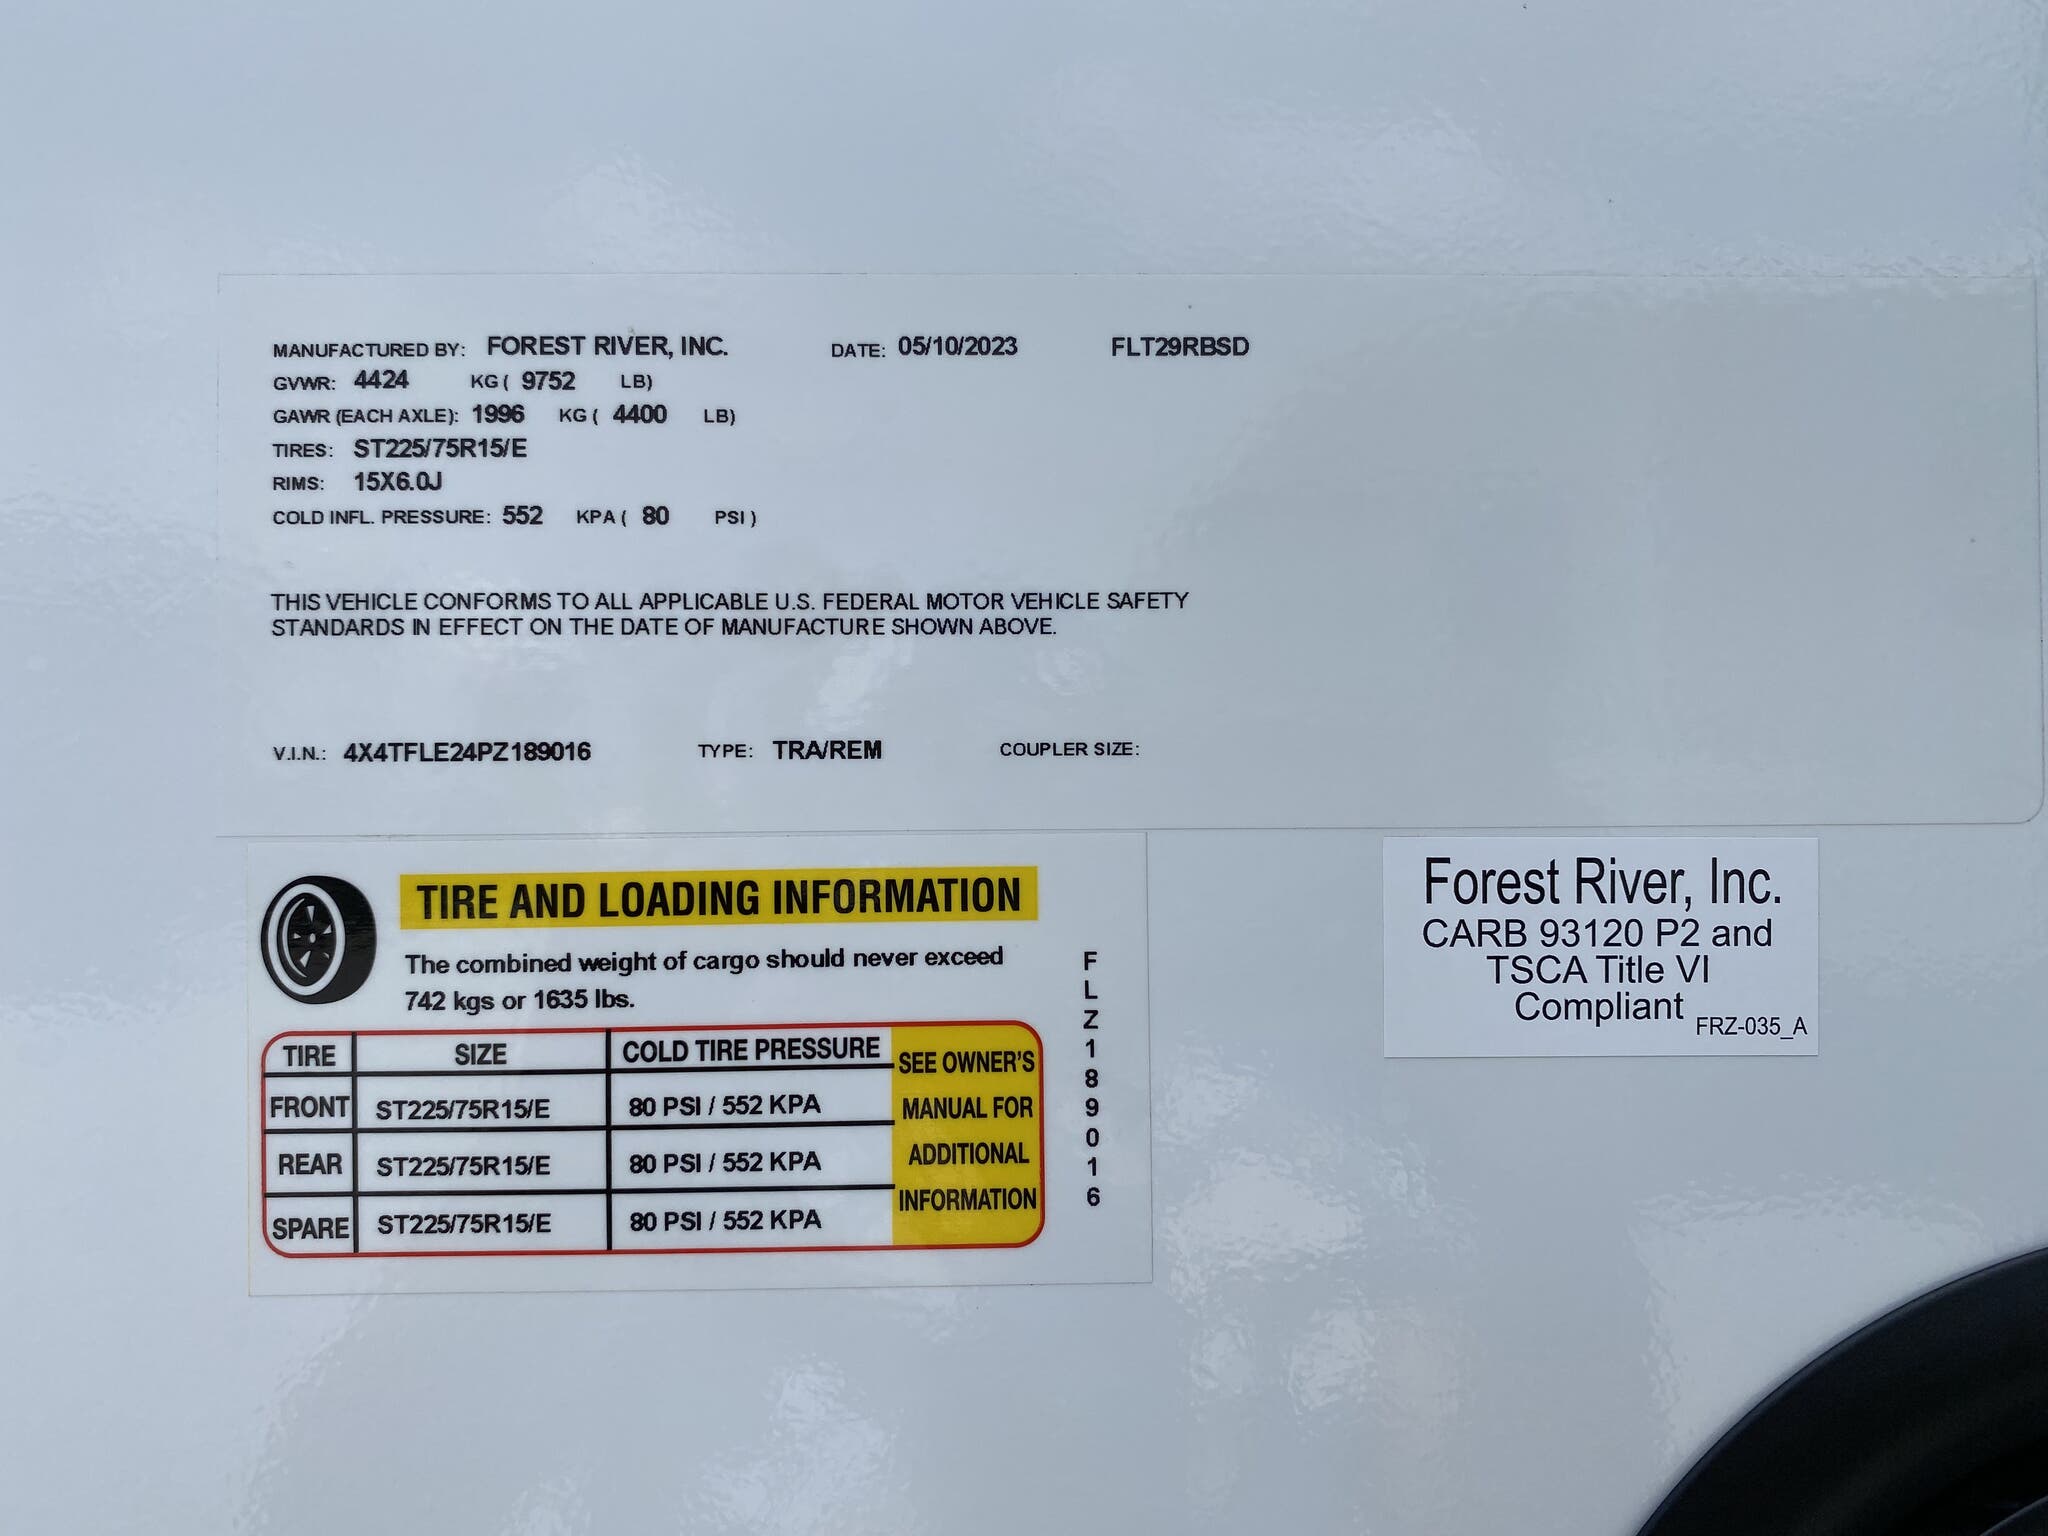 MANUFACTURED BY: FOREST RIVER, INC. DATE: 05/10/2023 FLT29RBSD
GVWR: 4424 KG ( 9752 LB)
GAWR (EACH AXLE): 1996 KG ( 4400 LB)
TIRES: ST225/75R15/E
RIMS: 15X6.0J
COLD INFL. PRESSURE: 552 KPA ( 80 PSI )
THIS VEHICLE CONFORMS TO ALL APPLICABLE U.S. FEDERAL MOTOR VEHICLE SAFETY
STANDARDS IN EFFECT ON THE DATE OF MANUFACTURE SHOWN ABOVE.
V.I.N.: 4X4TFLE24PZ189016 TYPE: TRA/REM COUPLER SIZE:
TIRE AND LOADING INFORMATION
The combined weight of cargo should never exceed
742 kgs or 1635 lbs.
TIRE SIZE COLD TIRE PRESSURE
FRONT ST225/75R15/E 80 PSI / 552 KPA
REAR ST225/75R15/E 80 PSI / 552 KPA
SPARE ST225/75R15/E 80 PSI / 552 KPA
SEE OWNER'S
MANUAL FOR
ADDITIONAL
INFORMATION
FLZ189016
Forest River, Inc.
CARB 93120 P2 and
TSCA Title VI
Compliant
FRZ-035_A